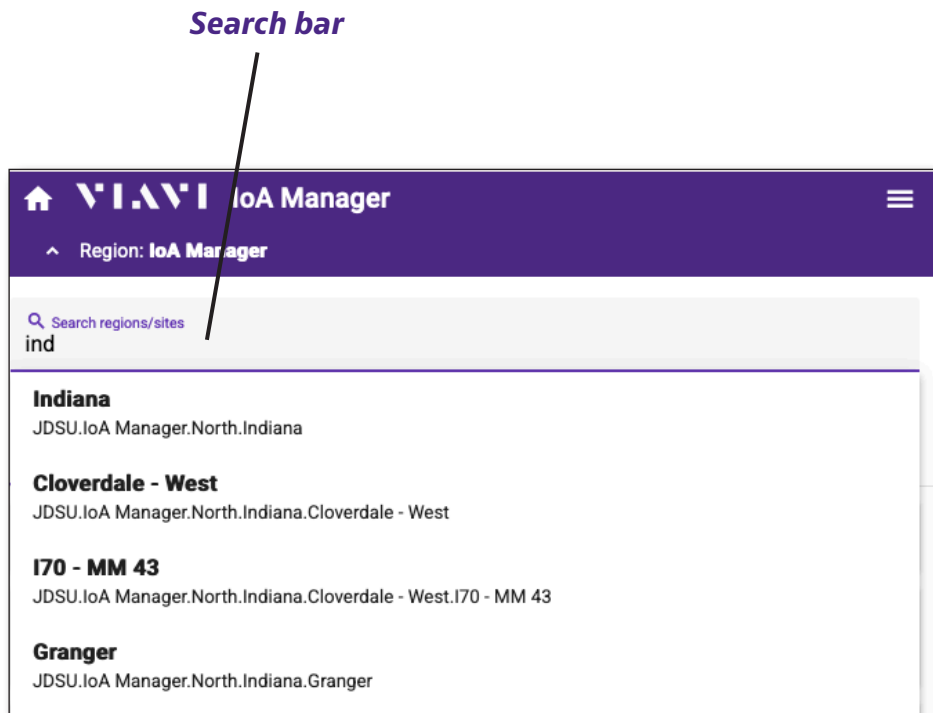 Search bar
VIAVI IoA Manager
Region: IoA Manager
Search regions/sites
ind
Indiana
JDSU.IoA Manager.North.Indiana
Cloverdale - West
JDSU.IoA Manager.North.Indiana.Cloverdale - West
I70 - MM 43
JDSU.IoA Manager.North.Indiana.Cloverdale - West.I70 - MM 43
Granger
JDSU.IoA Manager.North.Indiana.Granger